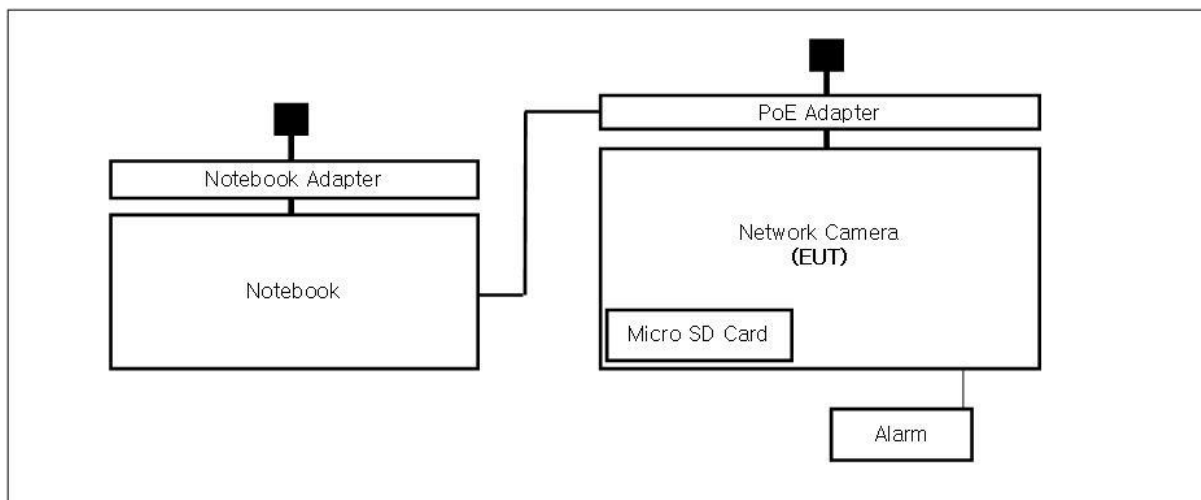 PoE Adapter
Notebook Adapter
Network Camera
(EUT)
Notebook
Micro SD Card
Alarm